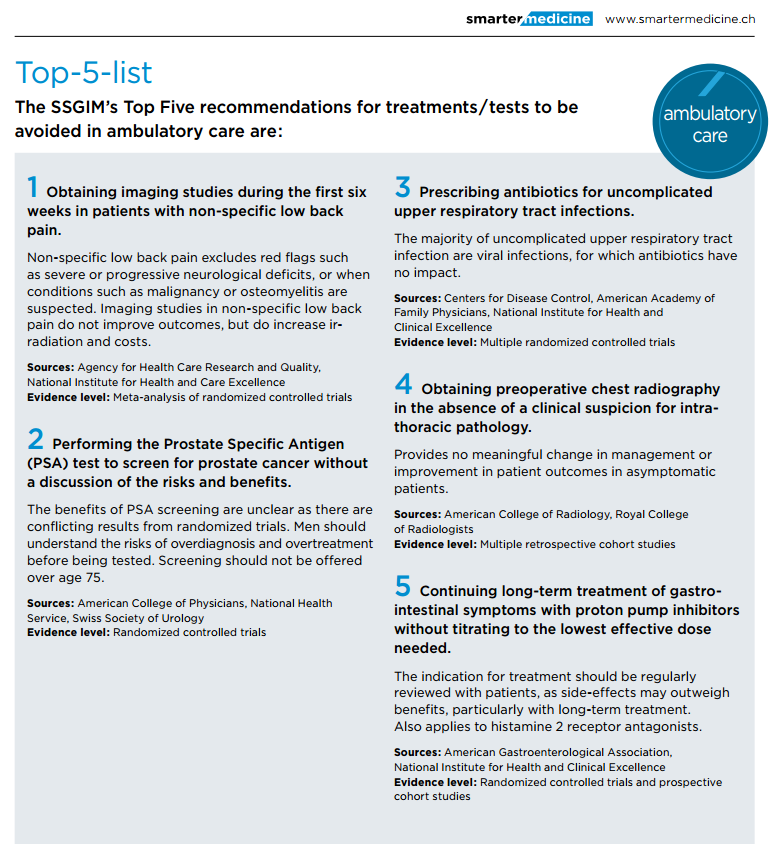 smartermedicine www.smartermedicine.ch
Top-5-list
The SSGIM's Top Five recommendations for treatments/tests to be
avoided in ambulatory care are:
ambulatory
care
1 Obtaining imaging studies during the first six
weeks in patients with non-specific low back
pain.
Non-specific low back pain excludes red flags such
as severe or progressive neurological deficits, or when
conditions such as malignancy or osteomyelitis are
suspected. Imaging studies in non-specific low back
pain do not improve outcomes, but do increase ir-
radiation and costs.
Sources: Agency for Health Care Research and Quality,
National Institute for Health and Care Excellence
Evidence level: Meta-analysis of randomized controlled trials
2 Performing the Prostate Specific Antigen
(PSA) test to screen for prostate cancer without
a discussion of the risks and benefits.
The benefits of PSA screening are unclear as there are
conflicting results from randomized trials. Men should
understand the risks of overdiagnosis and overtreatment
before being tested. Screening should not be offered
over age 75.
Sources: American College of Physicians, National Health
Service, Swiss Society of Urology
Evidence level: Randomized controlled trials
3 Prescribing antibiotics for uncomplicated
upper respiratory tract infections.
The majority of uncomplicated upper respiratory tract
infection are viral infections, for which antibiotics have
no impact.
Sources: Centers for Disease Control, American Academy of
Family Physicians, National Institute for Health and
Clinical Excellence
Evidence level: Multiple randomized controlled trials
4 Obtaining preoperative chest radiography
in the absence of a clinical suspicion for intra-
thoracic pathology.
Provides no meaningful change in management or
improvement in patient outcomes in asymptomatic
patients.
Sources: American College of Radiology, Royal College
of Radiologists
Evidence level: Multiple retrospective cohort studies
5 Continuing long-term treatment of gastro-
intestinal symptoms with proton pump inhibitors
without titrating to the lowest effective dose
needed.
The indication for treatment should be regularly
reviewed with patients, as side-effects may outweigh
benefits, particularly with long-term treatment.
Also applies to histamine 2 receptor antagonists.
Sources: American Gastroenterological Association,
National Institute for Health and Clinical Excellence
Evidence level: Randomized controlled trials and prospective
cohort studies